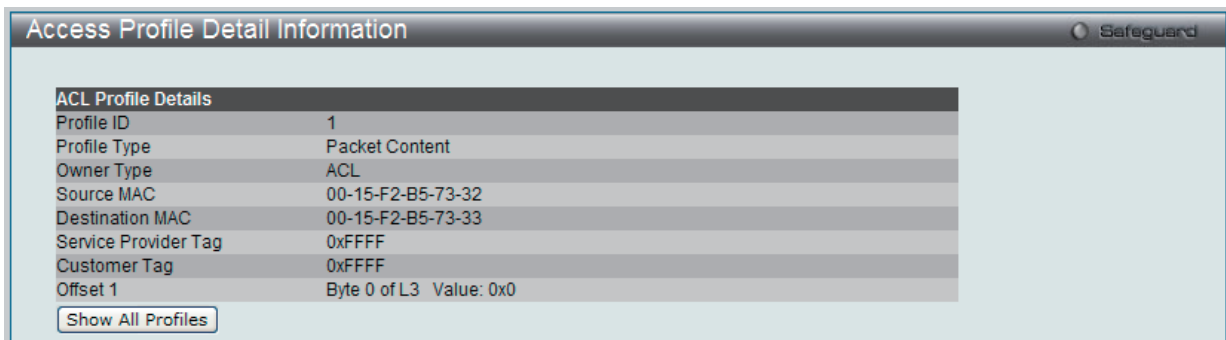 Access Profile Detail Information
Safeguard
ACL Profile Details
Profile ID 1
Profile Type Packet Content
Owner Type ACL
Source MAC 00-15-F2-B5-73-32
Destination MAC 00-15-F2-B5-73-33
Service Provider Tag 0xFFFF
Customer Tag 0xFFFF
Offset 1 Byte 0 of L3 Value: 0x0
Show All Profiles